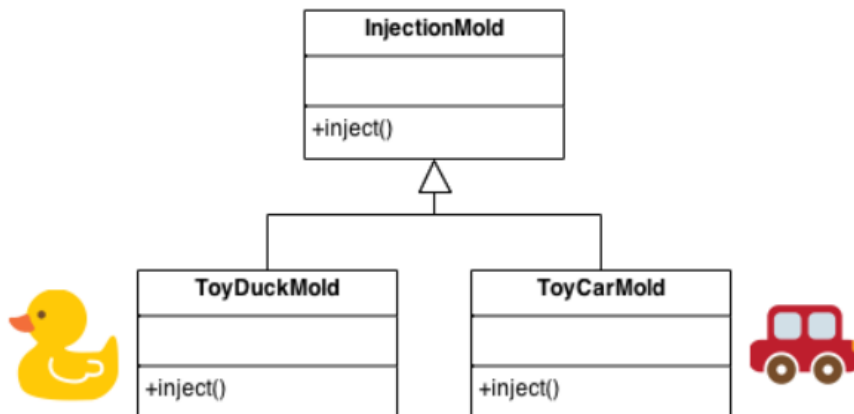 InjectionMold
+inject()
ToyDuckMold
ToyCarMold
+inject()
+inject()